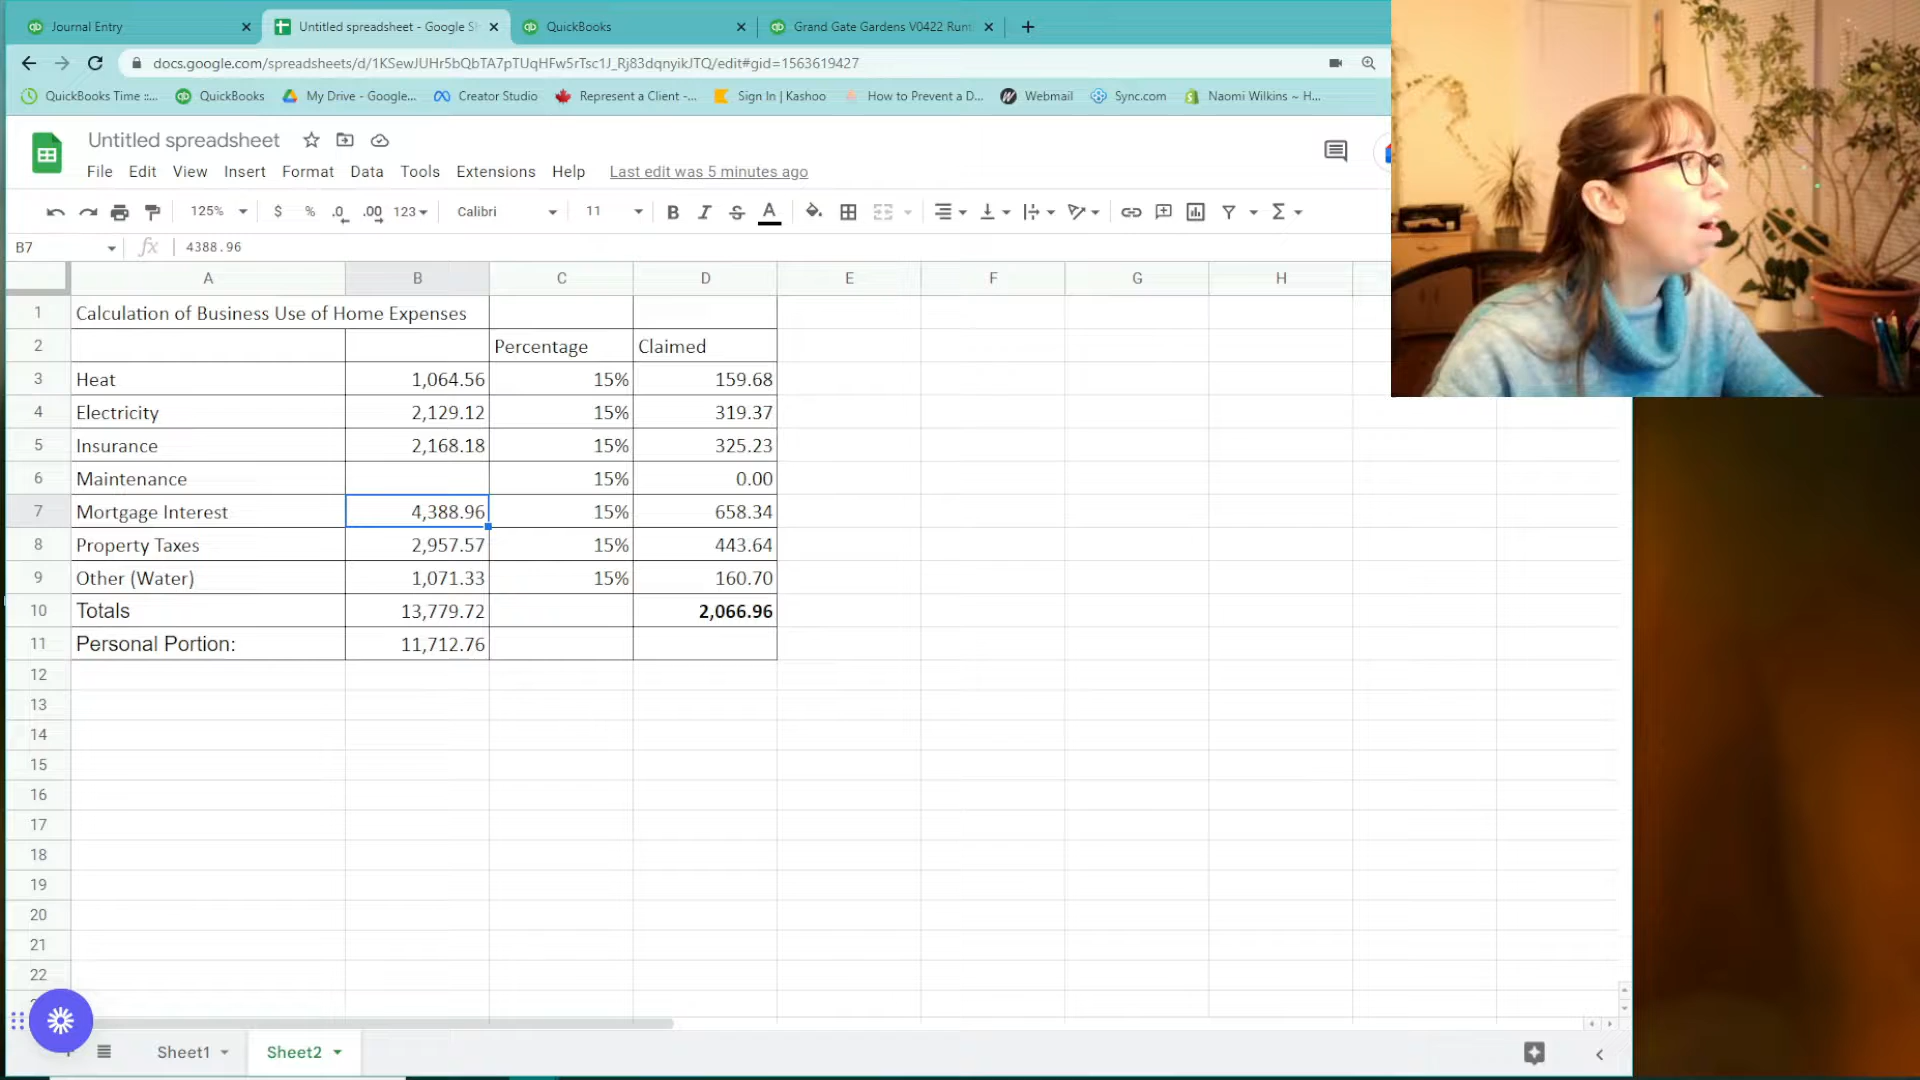 Journal Entry
Untitled spreadsheet - Google S
QuickBooks
Grand Gate Gardens V0422 Runt
docs.google.com/spreadsheets/d/1KSewJUHr5bQbTA7pTUqHFw5rTsc1J_Rj83dqnyikJTQ/edit#gid=1563619427
QuickBooks Time ::...
QuickBooks
My Drive - Google...
Creator Studio
Represent a Client -...
Sign In | Kashoo
How to Prevent a D...
Webmail
Sync.com
Naomi Wilkins ~ H...
Untitled spreadsheet
File Edit View Insert Format Data Tools Extensions Help Last edit was 5 minutes ago
125% $ % .0 .00 123 Calibri 11 B I S A
B7 fx 4388.96
A B C D E F G H
1 Calculation of Business Use of Home Expenses
2 Percentage Claimed
3 Heat 1,064.56 15% 159.68
4 Electricity 2,129.12 15% 319.37
5 Insurance 2,168.18 15% 325.23
6 Maintenance 15% 0.00
7 Mortgage Interest 4,388.96 15% 658.34
8 Property Taxes 2,957.57 15% 443.64
9 Other (Water) 1,071.33 15% 160.70
10 Totals 13,779.72 2,066.96
11 Personal Portion: 11,712.76
12
13
14
15
16
17
18
19
20
21
22
Sheet1 Sheet2